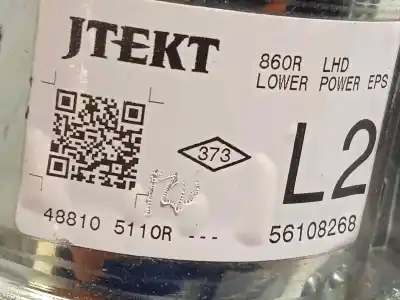 JTEKT
860R LHD
LOWER POWER EPS
373
L2
48810 5110R ---
56108268